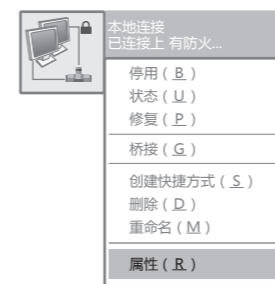 本地连接
已连接上 有防火...
停用 ( B )
状态 ( U )
修复 ( P )
桥接 ( G )
创建快捷方式 ( S )
删除 ( D )
重命名 ( M )
属性 ( R )